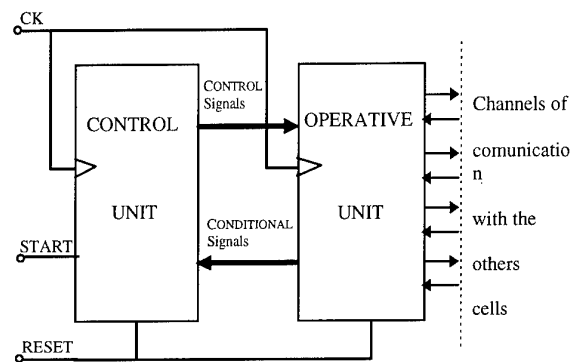 CK
CONTROL
Signals
CONTROL
UNIT
OPERATIVE
UNIT
CONDITIONAL
Signals
START
RESET
Channels of
comunicatio
n
with the
others
cells